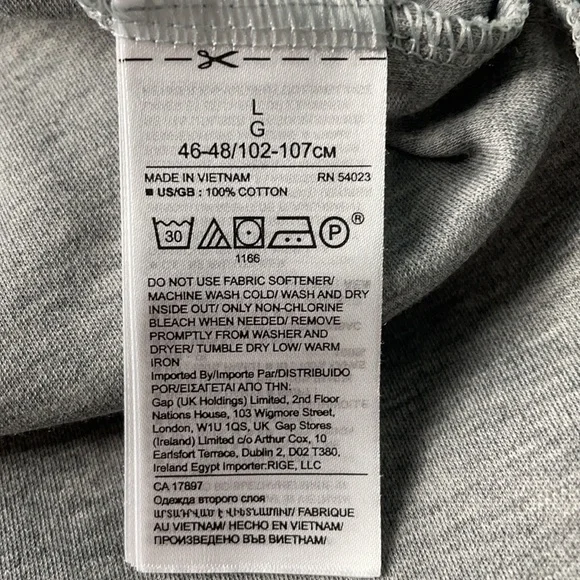 L
G
46-48/102-107CM
MADE IN VIETNAM RN 54023
■ US/GB : 100% COTTON
30 P ®
1166
DO NOT USE FABRIC SOFTENER/
MACHINE WASH COLD/ WASH AND DRY
INSIDE OUT/ ONLY NON-CHLORINE
BLEACH WHEN NEEDED/ REMOVE
PROMPTLY FROM WASHER AND
DRYER/ TUMBLE DRY LOW/ WARM
IRON
Imported By/Importe Par/DISTRIBUIDO
POR/ΕΙΣΑΓΕΤΑΙ ΑΠΟ ΤΗΝ:
Gap (UK Holdings) Limited, 2nd Floor
Nations House, 103 Wigmore Street,
London, W1U 1QS, UK Gap Stores
(Ireland) Limited c/o Arthur Cox, 10
Earlsfort Terrace, Dublin 2, D02 T380,
Ireland Egypt Importer:RIGE, LLC
CA 17897
Одежда второго слоя
ԱՐՏԱԴՐՎԱԾ Է ՎԻԵՏՆԱՄՈՒՄ/ FABRIQUE
AU VIETNAM/ HECHO EN VIETNAM/
ПРОИЗВЕДЕНО ВЪВ ВИЕТНАМ/